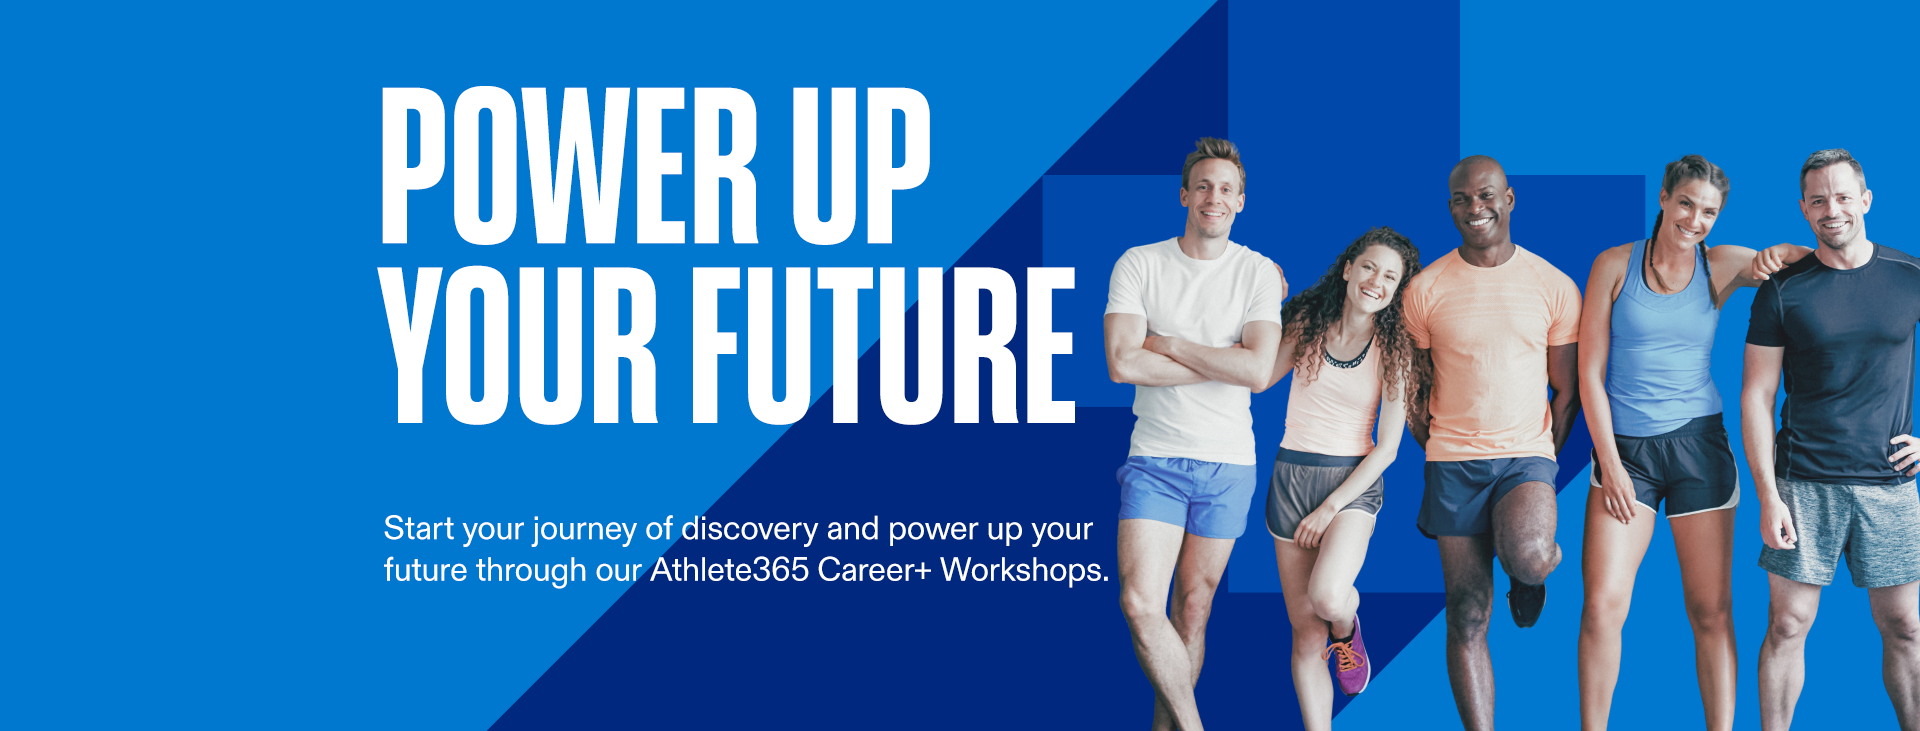 POWER UP
YOUR FUTURE
Start your journey of discovery and power up your
future through our Athlete365 Career+ Workshops.